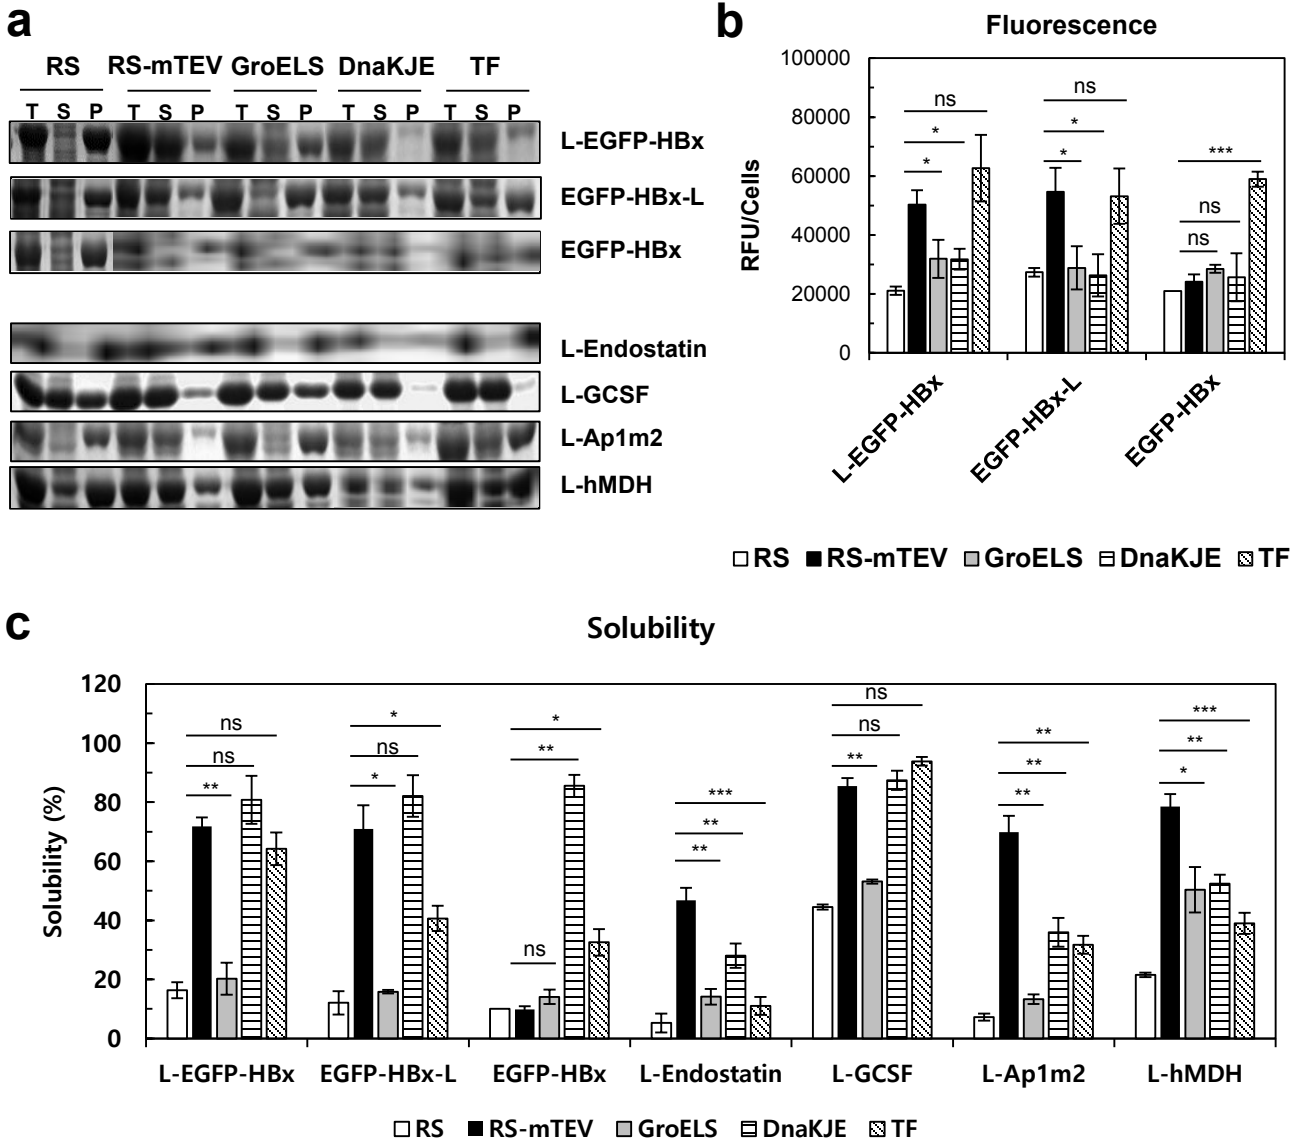 a
RS RS-mTEV GroELS DnaKJE TF
T S P T S P T S P T S P T S P
L-EGFP-HBx
EGFP-HBx-L
EGFP-HBx
L-Endostatin
L-GCSF
L-Ap1m2
L-hMDH
b
Fluorescence
RFU/Cells
100000
80000
60000
40000
20000
0
ns
*
*
ns
*
*
***
ns
ns
L-EGFP-HBx
EGFP-HBx-L
EGFP-HBx
RS RS-mTEV GroELS DnaKJE TF
c
Solubility
Solubility (%)
120
100
80
60
40
20
0
ns
ns
**
*
ns
*
*
**
ns
***
**
**
ns
ns
**
**
**
**
***
**
*
L-EGFP-HBx EGFP-HBx-L EGFP-HBx L-Endostatin L-GCSF L-Ap1m2 L-hMDH
RS RS-mTEV GroELS DnaKJE TF